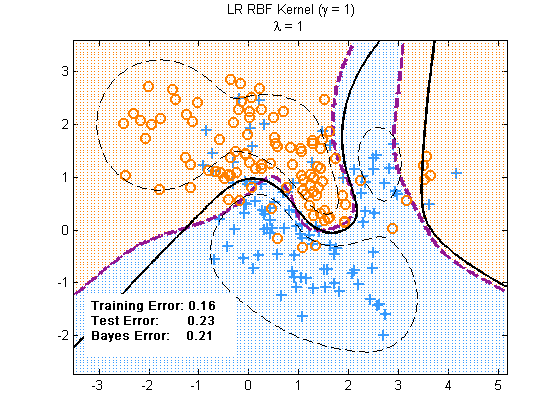 LR RBF Kernel (γ = 1)
λ = 1
3
2
1
0
-1
-2
Training Error: 0.16
Test Error: 0.23
Bayes Error: 0.21
-3 -2 -1 0 1 2 3 4 5